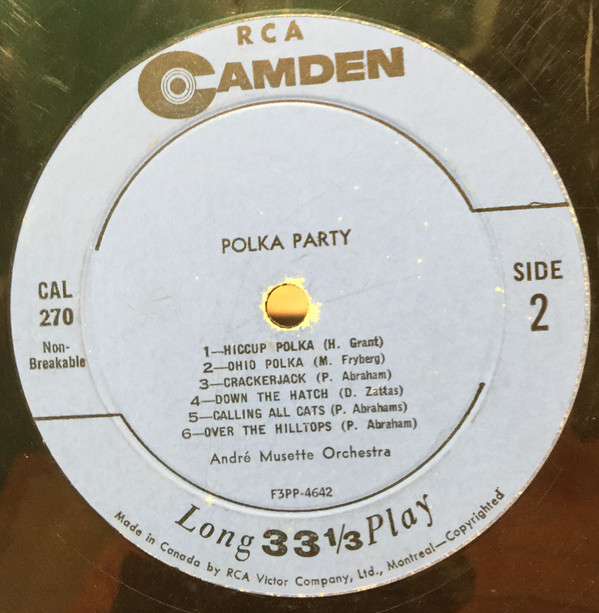 RCA
CAMDEN
POLKA PARTY
CAL
270
Non-
Breakable
SIDE
2
1—HICCUP POLKA (H. Grant)
2—OHIO POLKA (M. Fryberg)
3—CRACKERJACK (P. Abraham)
4—DOWN THE HATCH (D. Zattas)
5—CALLING ALL CATS (P. Abrahams)
6—OVER THE HILLTOPS (P. Abraham)
André Musette Orchestra
F3PP-4642
Long 33 1/3 Play
Made in Canada by RCA Victor Company, Ltd., Montreal—Copyrighted